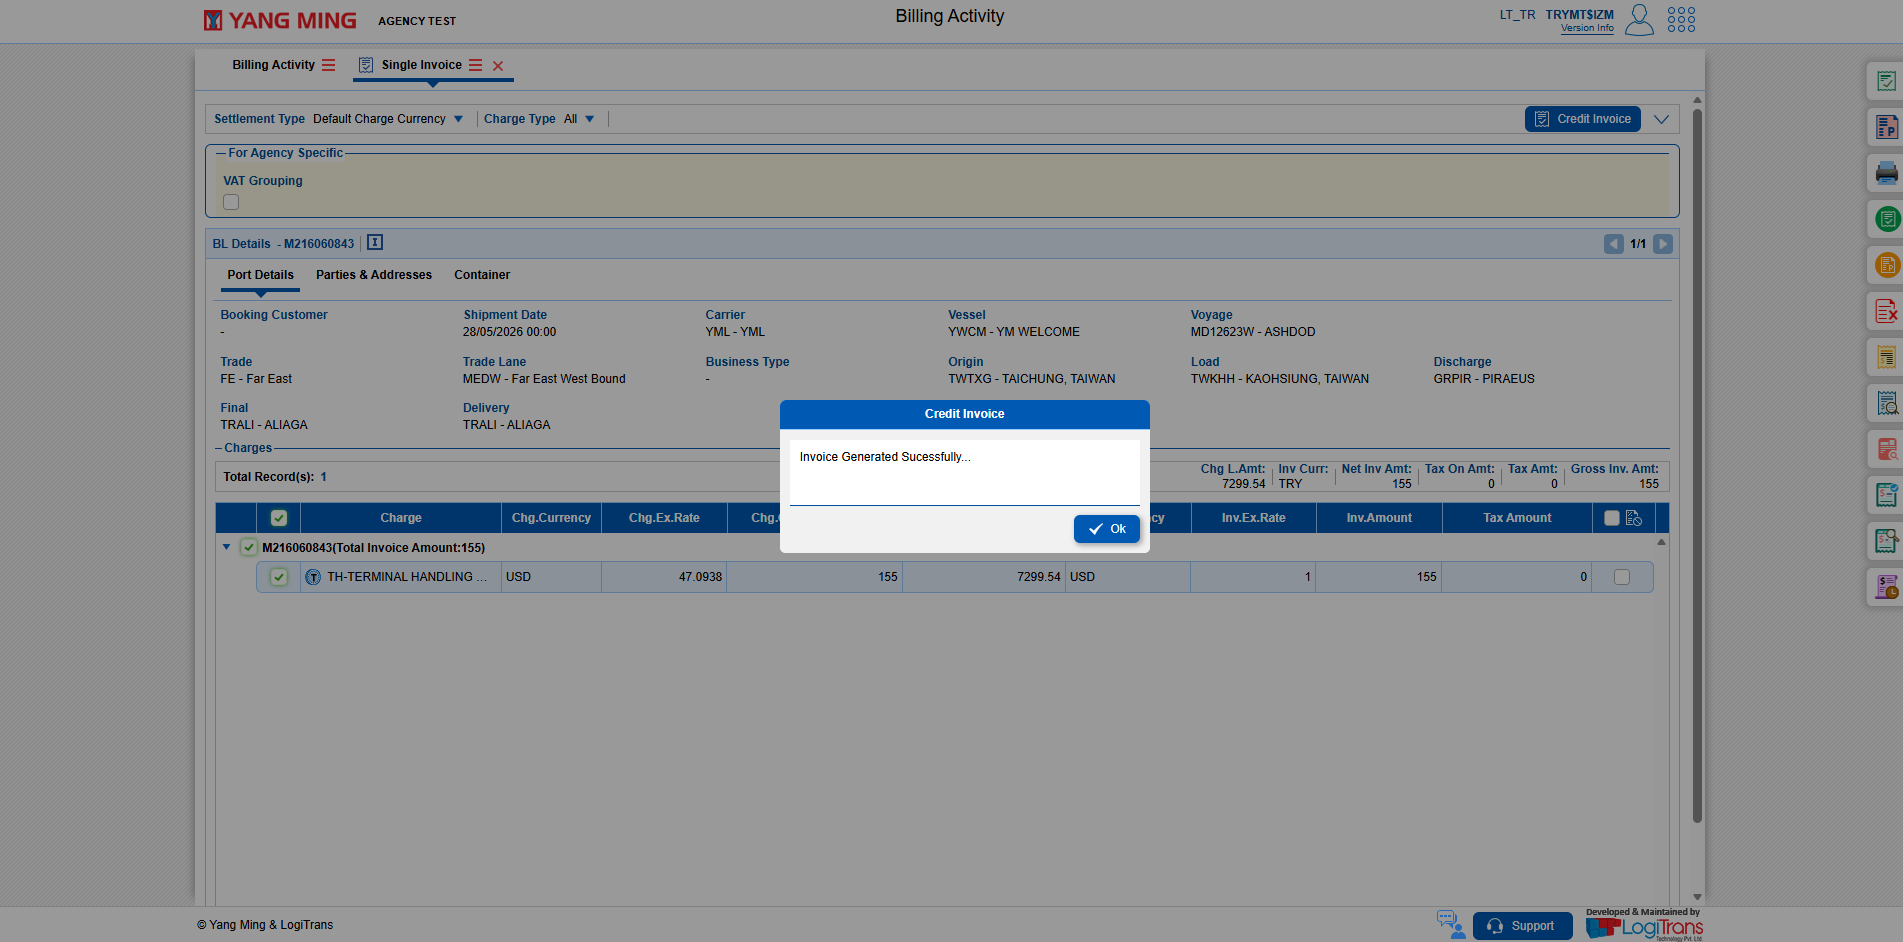 YANG MING AGENCY TEST
Billing Activity
LT_TR TRYMT$IZM
Version Info
Billing Activity Single Invoice
Settlement Type Default Charge Currency Charge Type All Credit Invoice
For Agency Specific
VAT Grouping
BL Details - M216060843 1/1
Port Details Parties & Addresses Container
Booking Customer Shipment Date Carrier Vessel Voyage
- 28/05/2026 00:00 YML - YML YWCM - YM WELCOME MD12623W - ASHDOD
Trade Trade Lane Business Type Origin Load Discharge
FE - Far East MEDW - Far East West Bound - TWTXG - TAICHUNG, TAIWAN TWKHH - KAOHSIUNG, TAIWAN GRPIR - PIRAEUS
Final Delivery
TRALI - ALIAGA TRALI - ALIAGA
Credit Invoice
Invoice Generated Sucessfully...
Ok
Charges
Total Record(s): 1
Chg L.Amt: Inv Curr: Net Inv Amt: Tax On Amt: Tax Amt: Gross Inv. Amt:
7299.54 TRY 155 0 0 155
Charge Chg.Currency Chg.Ex.Rate Chg. cy Inv.Ex.Rate Inv.Amount Tax Amount
M216060843(Total Invoice Amount:155)
TH-TERMINAL HANDLING ... USD 47.0938 155 7299.54 USD 1 155 0
© Yang Ming & LogiTrans
Support
Developed & Maintained by
LogiTrans
Technology Pvt. Ltd.